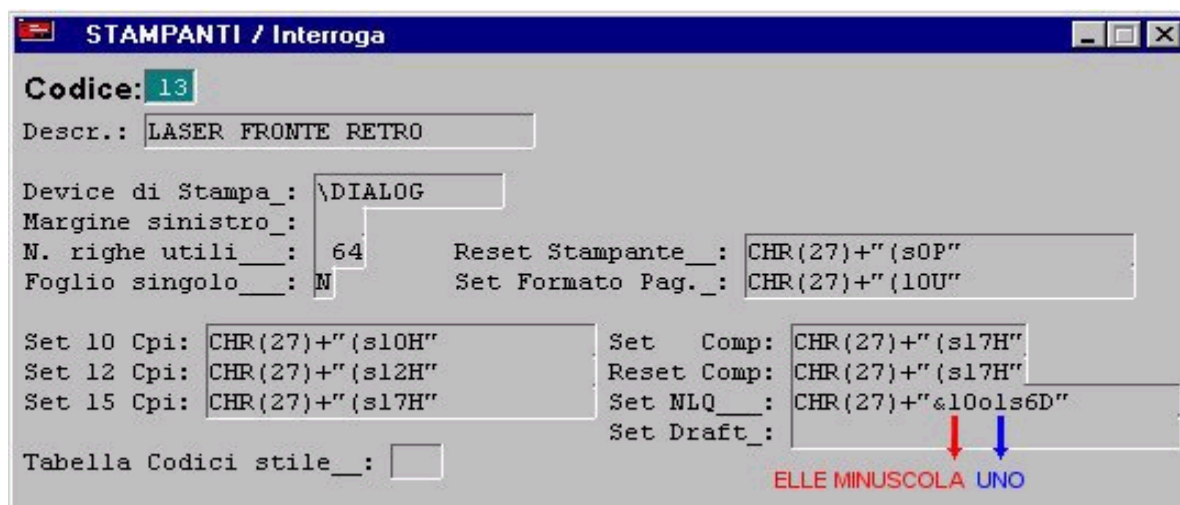 STAMPANTI / Interroga
Codice: 13
Descr.: LASER FRONTE RETRO
Device di Stampa_: \DIALOG
Margine sinistro_:
N. righe utili___: 64 Reset Stampante__: CHR(27)+"(s0P"
Foglio singolo___: N Set Formato Pag._: CHR(27)+"(10U"
Set 10 Cpi: CHR(27)+"(s10H" Set Comp: CHR(27)+"(s17H"
Set 12 Cpi: CHR(27)+"(s12H" Reset Comp: CHR(27)+"(s17H"
Set 15 Cpi: CHR(27)+"(s17H" Set NLQ___: CHR(27)+"&l0o1s6D"
Set Draft_:
Tabella Codici stile__:
ELLE MINUSCOLA UNO